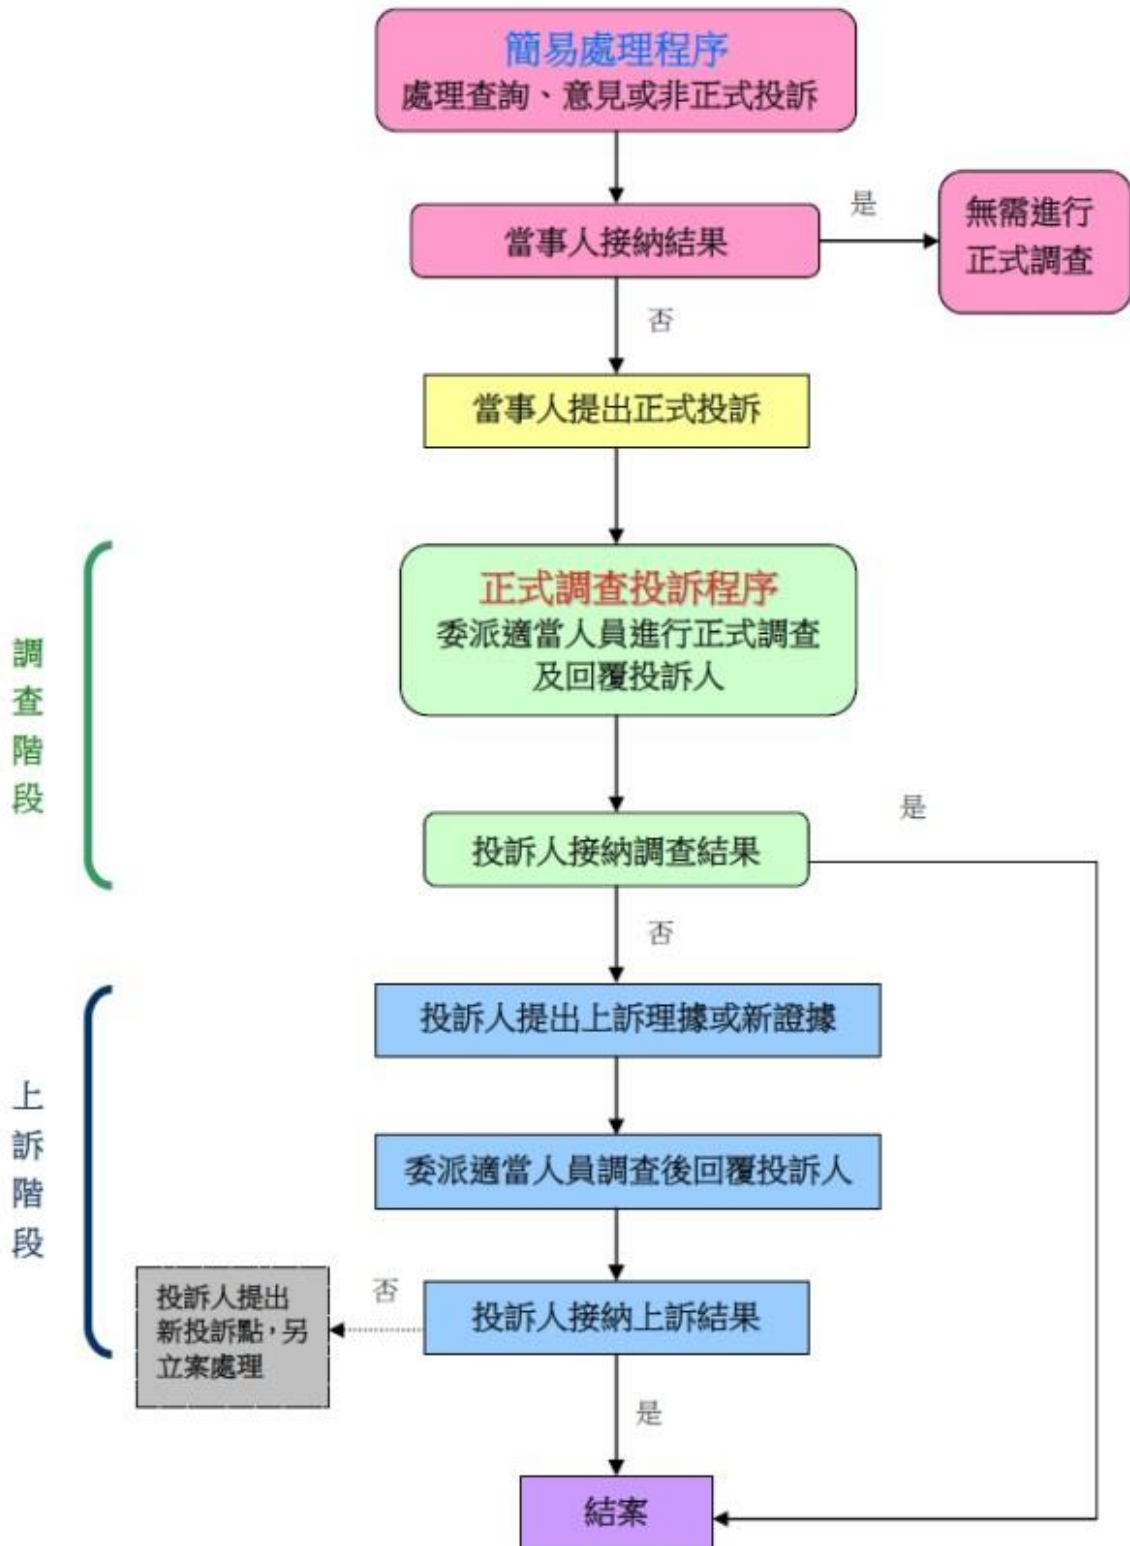 簡易處理程序
處理查詢、意見或非正式投訴
當事人接納結果
是
無需進行
正式調查
否
當事人提出正式投訴
調查階段
正式調查投訴程序
委派適當人員進行正式調查
及回覆投訴人
投訴人接納調查結果
是
否
上訴階段
投訴人提出上訴理據或新證據
委派適當人員調查後回覆投訴人
投訴人接納上訴結果
否
投訴人提出
新投訴點，另
立案處理
是
結案